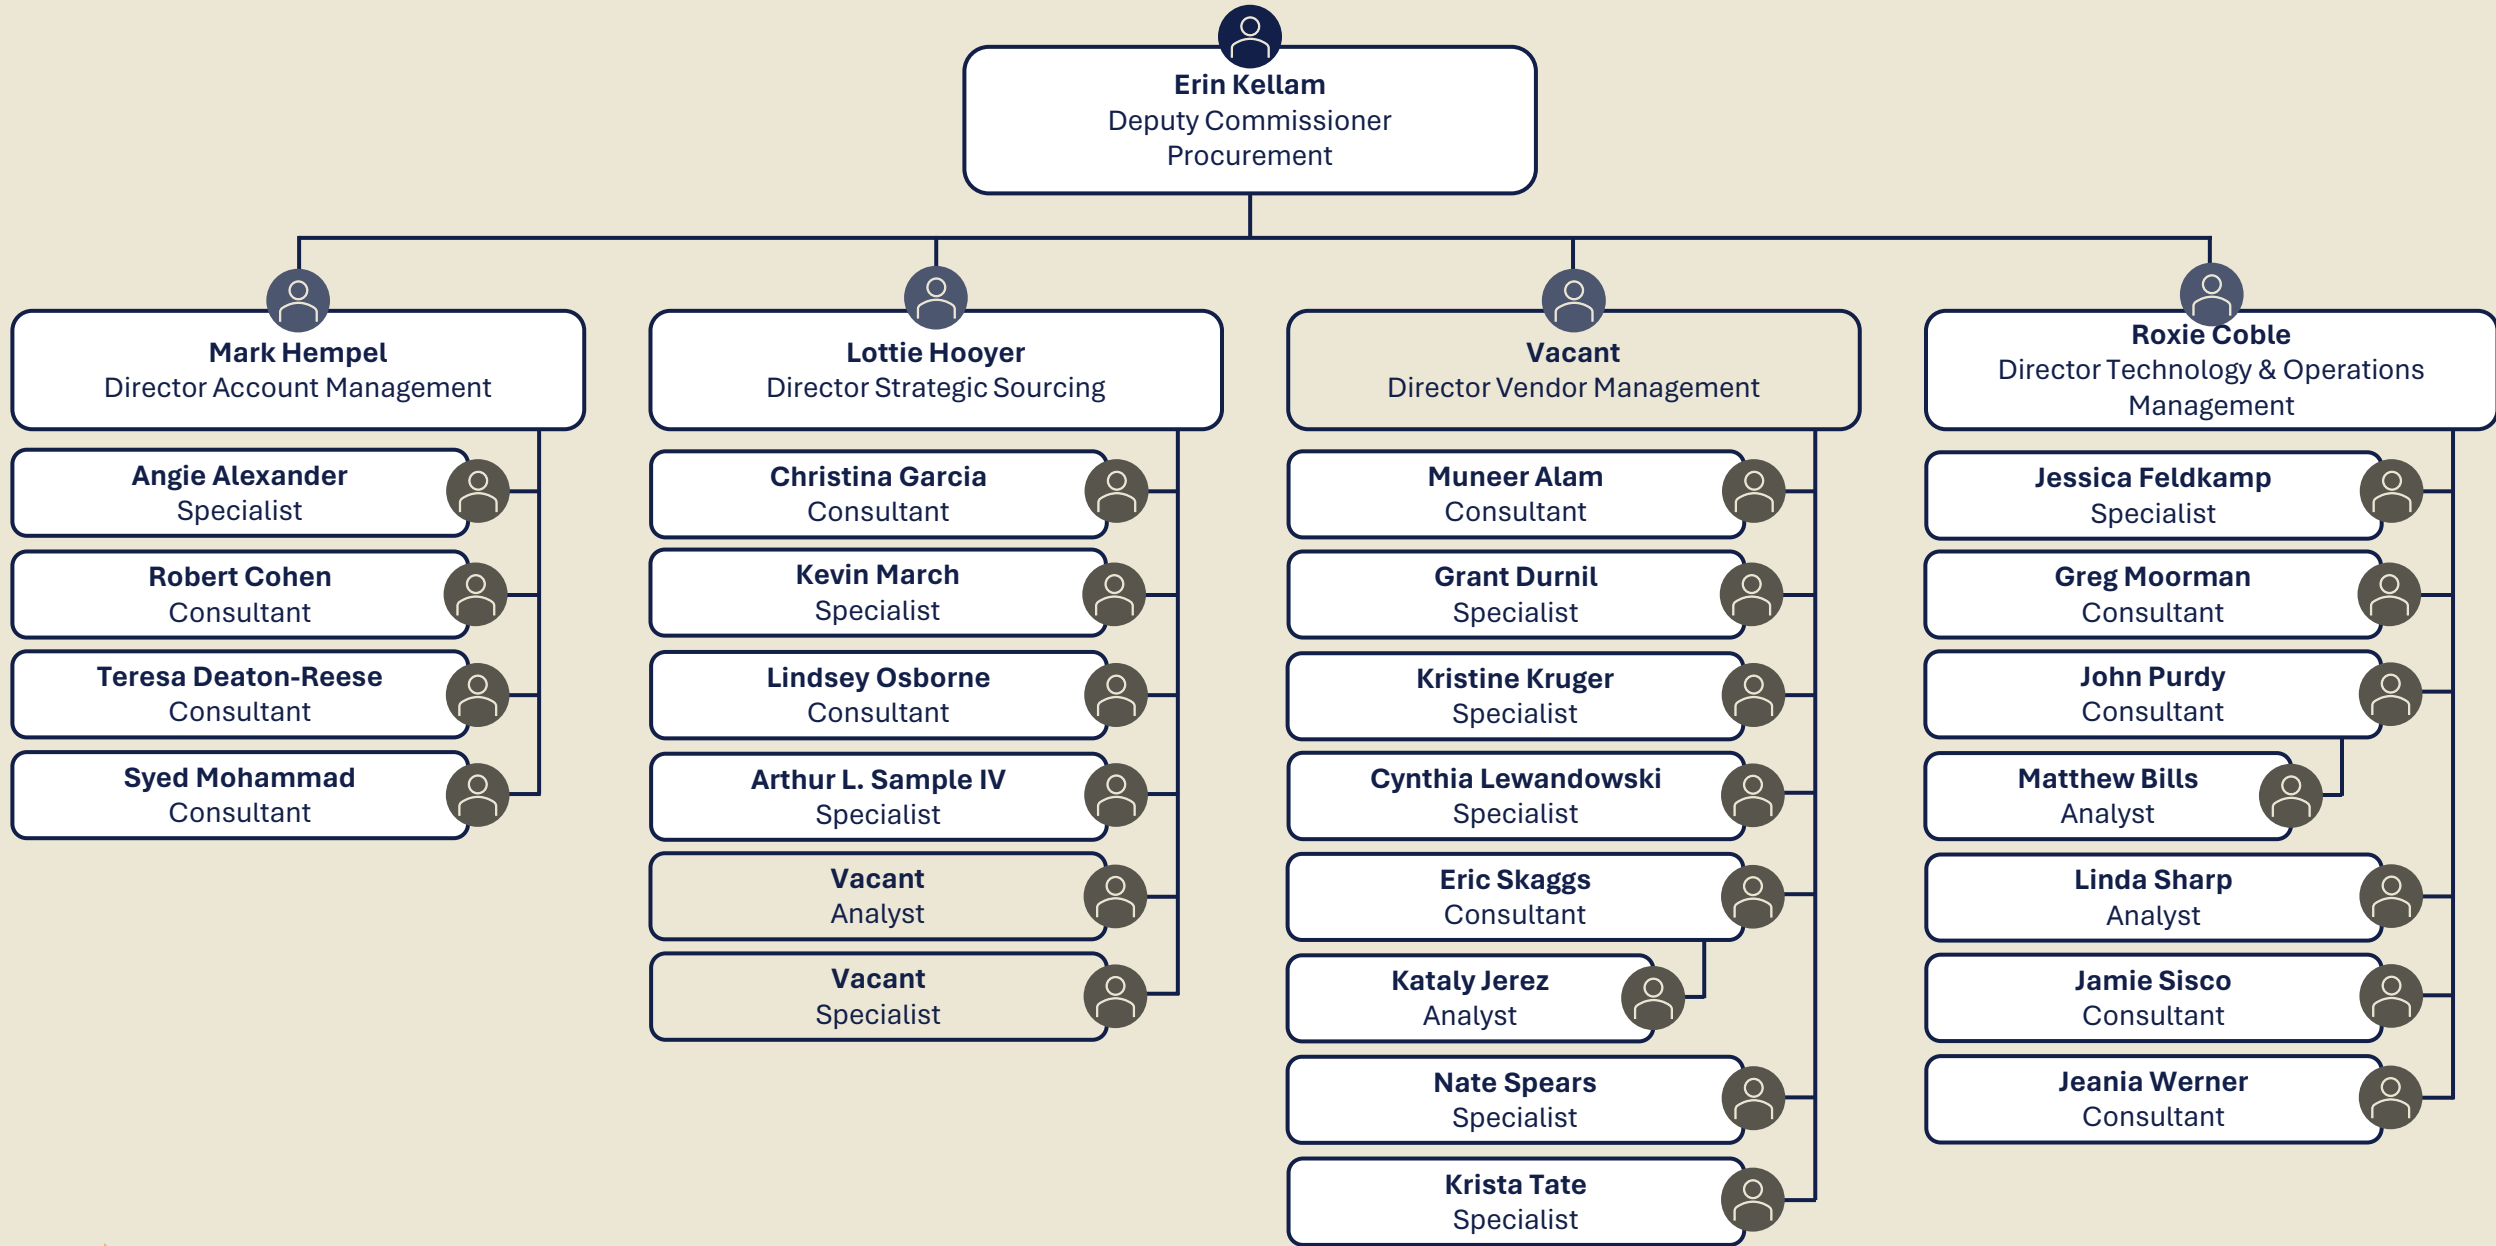 Erin Kellam
Deputy Commissioner
Procurement
Mark Hempel
Director Account Management
Angie Alexander
Specialist
Robert Cohen
Consultant
Teresa Deaton-Reese
Consultant
Syed Mohammad
Consultant
Lottie Hooyer
Director Strategic Sourcing
Christina Garcia
Consultant
Kevin March
Specialist
Lindsey Osborne
Consultant
Arthur L. Sample IV
Specialist
Vacant
Analyst
Vacant
Specialist
Vacant
Director Vendor Management
Muneer Alam
Consultant
Grant Durnil
Specialist
Kristine Kruger
Specialist
Cynthia Lewandowski
Specialist
Eric Skaggs
Consultant
Kataly Jerez
Analyst
Nate Spears
Specialist
Krista Tate
Specialist
Roxie Coble
Director Technology & Operations
Management
Jessica Feldkamp
Specialist
Greg Moorman
Consultant
John Purdy
Consultant
Matthew Bills
Analyst
Linda Sharp
Analyst
Jamie Sisco
Consultant
Jeania Werner
Consultant